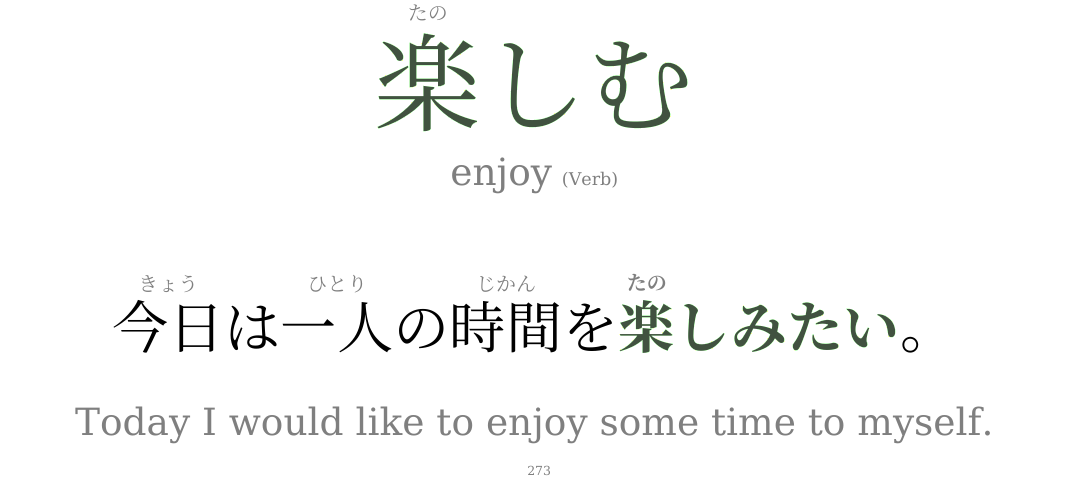 たの
楽しむ
enjoy (Verb)
きょう ひとり じかん たの
今日は一人の時間を楽しみたい。
Today I would like to enjoy some time to myself.
273